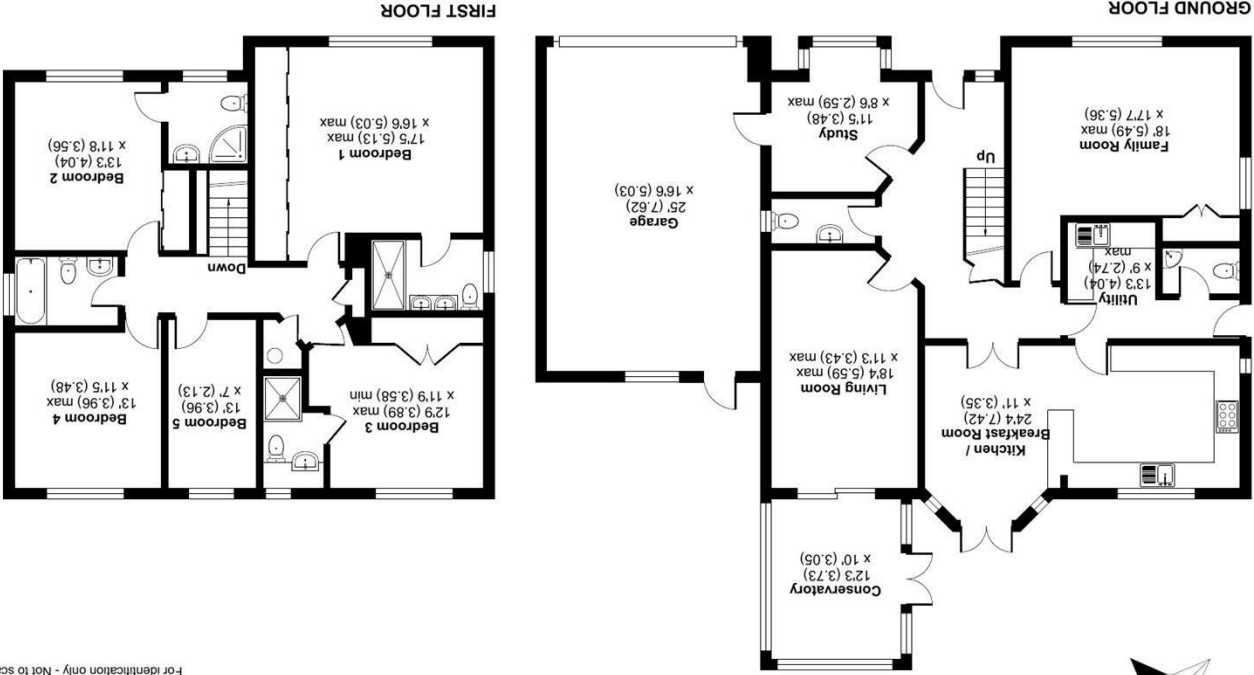 For identification only - Not to sca
Conservatory
12'3 (3.73)
x 10' (3.05)
Kitchen /
Breakfast Room
24'4 (7.42)
x 11' (3.35)
Living Room
18'4 (5.59) max
x 11'3 (3.43) max
Utility
13'3 (4.04)
x 9' (2.74)
max
Family Room
18' (5.49) max
x 17'7 (5.36)
Up
Study
11'5 (3.48)
x 8'6 (2.59) max
Garage
25' (7.62)
x 16'6 (5.03)
GROUND FLOOR
Bedroom 3
12'9 (3.89) max
x 11'9 (3.58) min
Bedroom 5
13' (3.96)
x 7' (2.13)
Bedroom 4
13' (3.96) max
x 11'5 (3.48)
Down
Bedroom 1
17'5 (5.13) max
x 16'6 (5.03) max
Bedroom 2
13'3 (4.04)
x 11'8 (3.56)
FIRST FLOOR